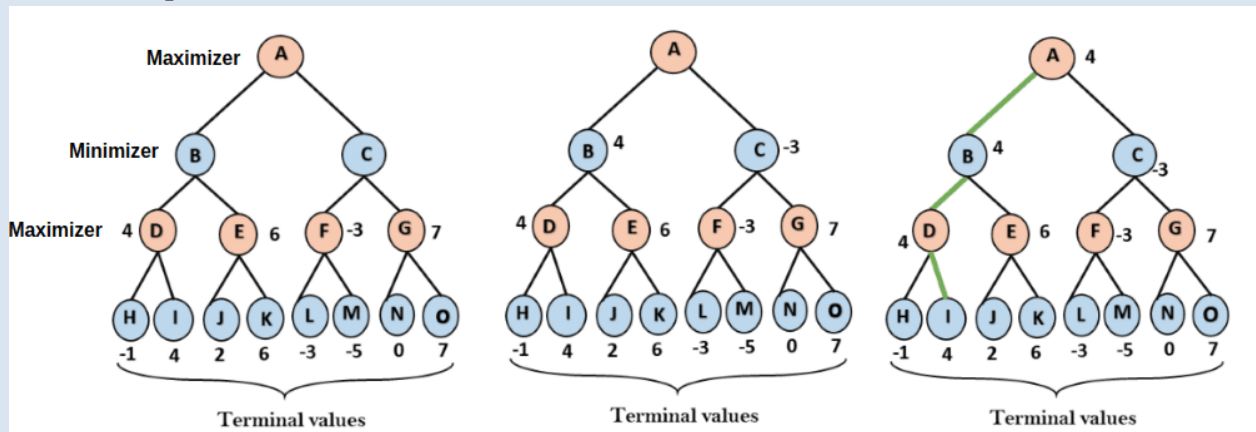 Maximizer A A A 4
Minimizer B C B 4 C -3 B 4 C -3
Maximizer 4 D E 6 F -3 G 7 4 D E 6 F -3 G 7 4 D E 6 F -3 G 7
H I J K L M N O H I J K L M N O H I J K L M N O
-1 4 2 6 -3 -5 0 7 -1 4 2 6 -3 -5 0 7 -1 4 2 6 -3 -5 0 7
Terminal values Terminal values Terminal values